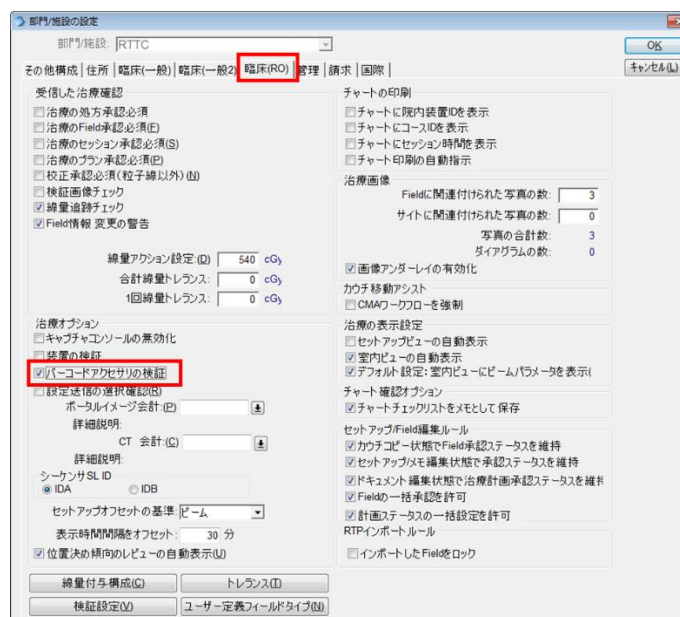 部門/施設の設定
部門/施設: RTTC
OK
キャンセル(L)
その他構成 住所 臨床(一般) 臨床(一般2) 臨床(RO) 管理 請求 国際
受信した治療確認
治療の処方承認必須
治療のField承認必須(F)
治療のセッション承認必須(S)
治療のプラン承認必須(P)
校正承認必須(粒子線以外)(N)
検証画像チェック
線量追跡チェック
Field情報 変更の警告
線量アクション設定:(D) 540 cGy
合計線量トレランス: 0 cGy
1回線量トレランス: 0 cGy
治療オプション
キャプチャコンソールの無効化
装置の検証
バーコードアクセサリの検証
設定送信の選択確認(R)
ポータルイメージ会計:(P)
詳細説明:
CT 会計:(C)
詳細説明:
シーケンサSL ID
IDA IDB
セットアップオフセットの基準: ビーム
表示時間間隔をオフセット: 30 分
位置決め傾向のレビューの自動表示(U)
線量付与構成(C) トレランス(T)
検証設定(V) ユーザー定義フィールドタイプ(N)
チャートの印刷
チャートに院内装置IDを表示
チャートにコースIDを表示
チャートにセッション時間を表示
チャート印刷の自動指示
治療画像
Fieldに関連付けられた写真の数: 3
サイトに関連付けられた写真の数: 0
写真の合計数: 3
ダイアグラムの数: 0
画像アンダーレイの有効化
カウチ移動アシスト
CMAワークフローを強制
治療の表示設定
セットアップビューの自動表示
室内ビューの自動表示
デフォルト設定: 室内ビューにビームパラメータを表示(
チャート確認オプション
チャートチェックリストをメモとして保存
セットアップ/Field編集ルール
カウチコピー状態でField承認ステータスを維持
セットアップメモ編集状態で承認ステータスを維持
ドキュメント編集状態で治療計画承認ステータスを維持
Fieldの一括承認を許可
計画ステータスの一括設定を許可
RTPインポートルール
インポートしたFieldをロック